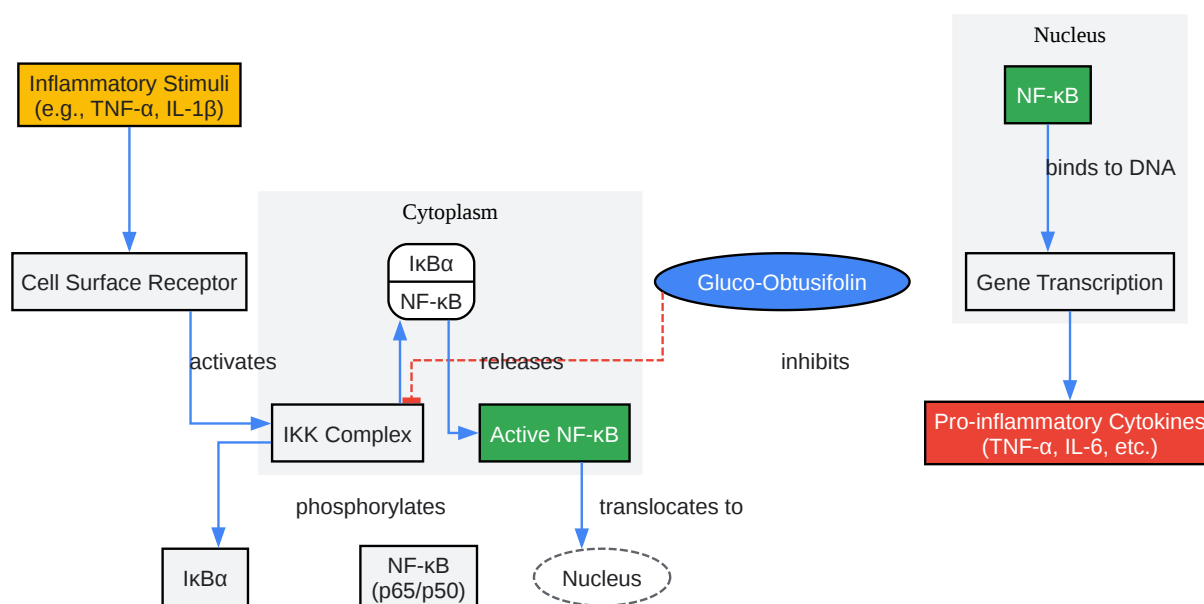 Nucleus
Inflammatory Stimuli
(e.g., TNF-α, IL-1β)
NF-κB
binds to DNA
Cytoplasm
Cell Surface Receptor
IκBα
NF-κB
Gluco-Obtusifolin
Gene Transcription
activates
releases
inhibits
IKK Complex
Active NF-κB
Pro-inflammatory Cytokines
(TNF-α, IL-6, etc.)
phosphorylates
translocates to
IκBα
NF-κB
(p65/p50)
Nucleus